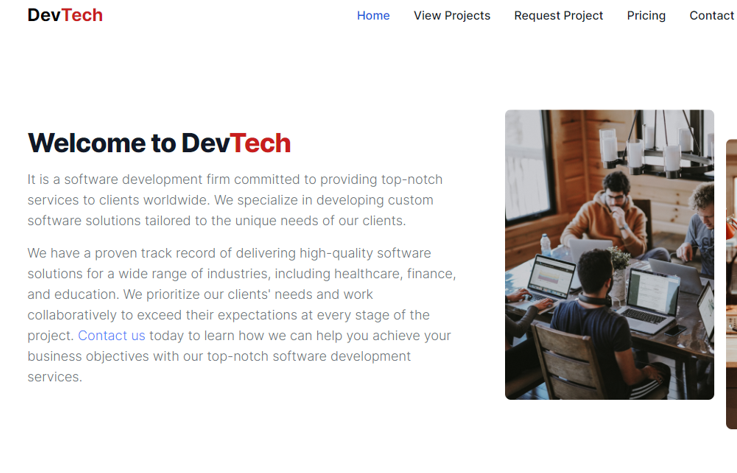 DevTech
Home View Projects Request Project Pricing Contact
Welcome to DevTech
It is a software development firm committed to providing top-notch
services to clients worldwide. We specialize in developing custom
software solutions tailored to the unique needs of our clients.
We have a proven track record of delivering high-quality software
solutions for a wide range of industries, including healthcare, finance,
and education. We prioritize our clients' needs and work
collaboratively to exceed their expectations at every stage of the
project. Contact us today to learn how we can help you achieve your
business objectives with our top-notch software development
services.